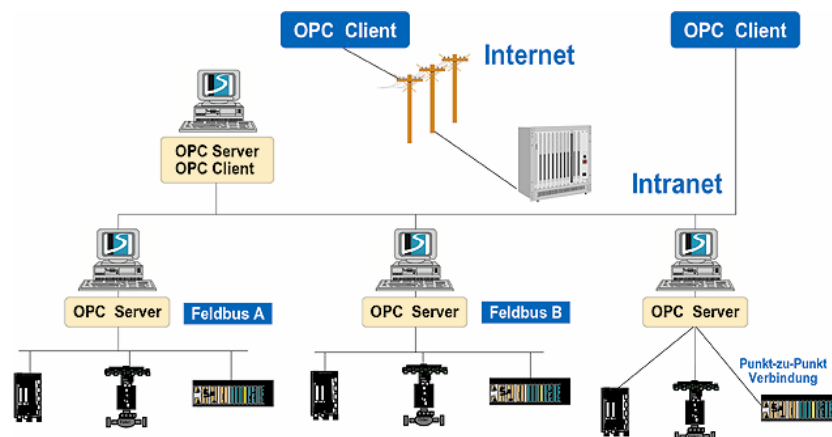 OPC Client
OPC Client
Internet
OPC Server
OPC Client
Intranet
OPC Server
Feldbus A
OPC Server
Feldbus B
OPC Server
Punkt-zu-Punkt
Verbindung